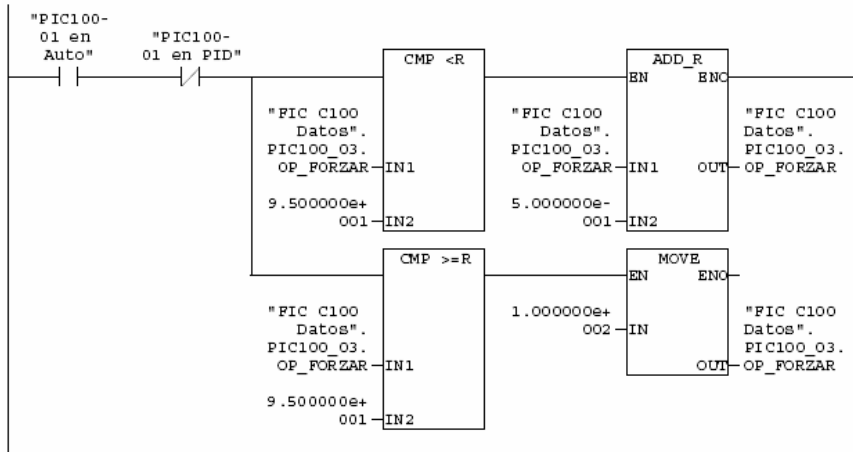 "PIC100-
01 en
Auto"
"PIC100-
01 en PID"
CMP <R
"FIC C100
Datos".
PIC100_03.
OP_FORZAR
IN1
9.500000e+
001
IN2
ADD_R
EN
ENO
"FIC C100
Datos".
PIC100_03.
OP_FORZAR
IN1
OUT
"FIC C100
Datos".
PIC100_03.
OP_FORZAR
5.000000e-
001
IN2
CMP >=R
"FIC C100
Datos".
PIC100_03.
OP_FORZAR
IN1
9.500000e+
001
IN2
MOVE
EN
ENO
1.000000e+
002
IN
OUT
"FIC C100
Datos".
PIC100_03.
OP_FORZAR